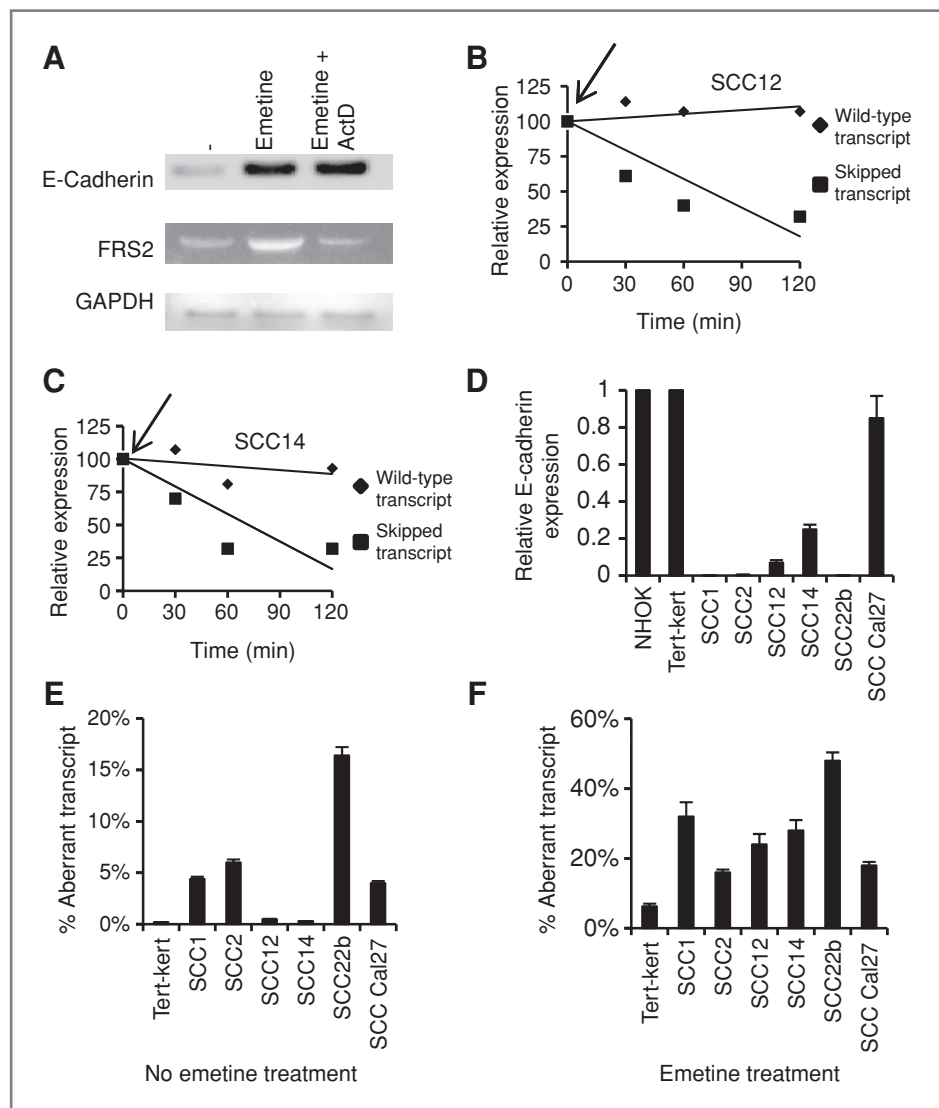 A
-
Emetine
Emetine +
ActD
E-Cadherin
FRS2
GAPDH
B
SCC12
Relative expression
125
100
75
50
25
0
0 30 60 90 120
Time (min)
Wild-type
transcript
Skipped
transcript
C
SCC14
Relative expression
125
100
75
50
25
0
0 30 60 90 120
Time (min)
Wild-type
transcript
Skipped
transcript
D
Relative E-cadherin
expression
1
0.8
0.6
0.4
0.2
0
NHOK
Tert-kert
SCC1
SCC2
SCC12
SCC14
SCC22b
SCC Cal27
E
% Aberrant transcript
20%
15%
10%
5%
0%
Tert-kert
SCC1
SCC2
SCC12
SCC14
SCC22b
SCC Cal27
No emetine treatment
F
% Aberrant transcript
60%
40%
20%
0%
Tert-kert
SCC1
SCC2
SCC12
SCC14
SCC22b
SCC Cal27
Emetine treatment